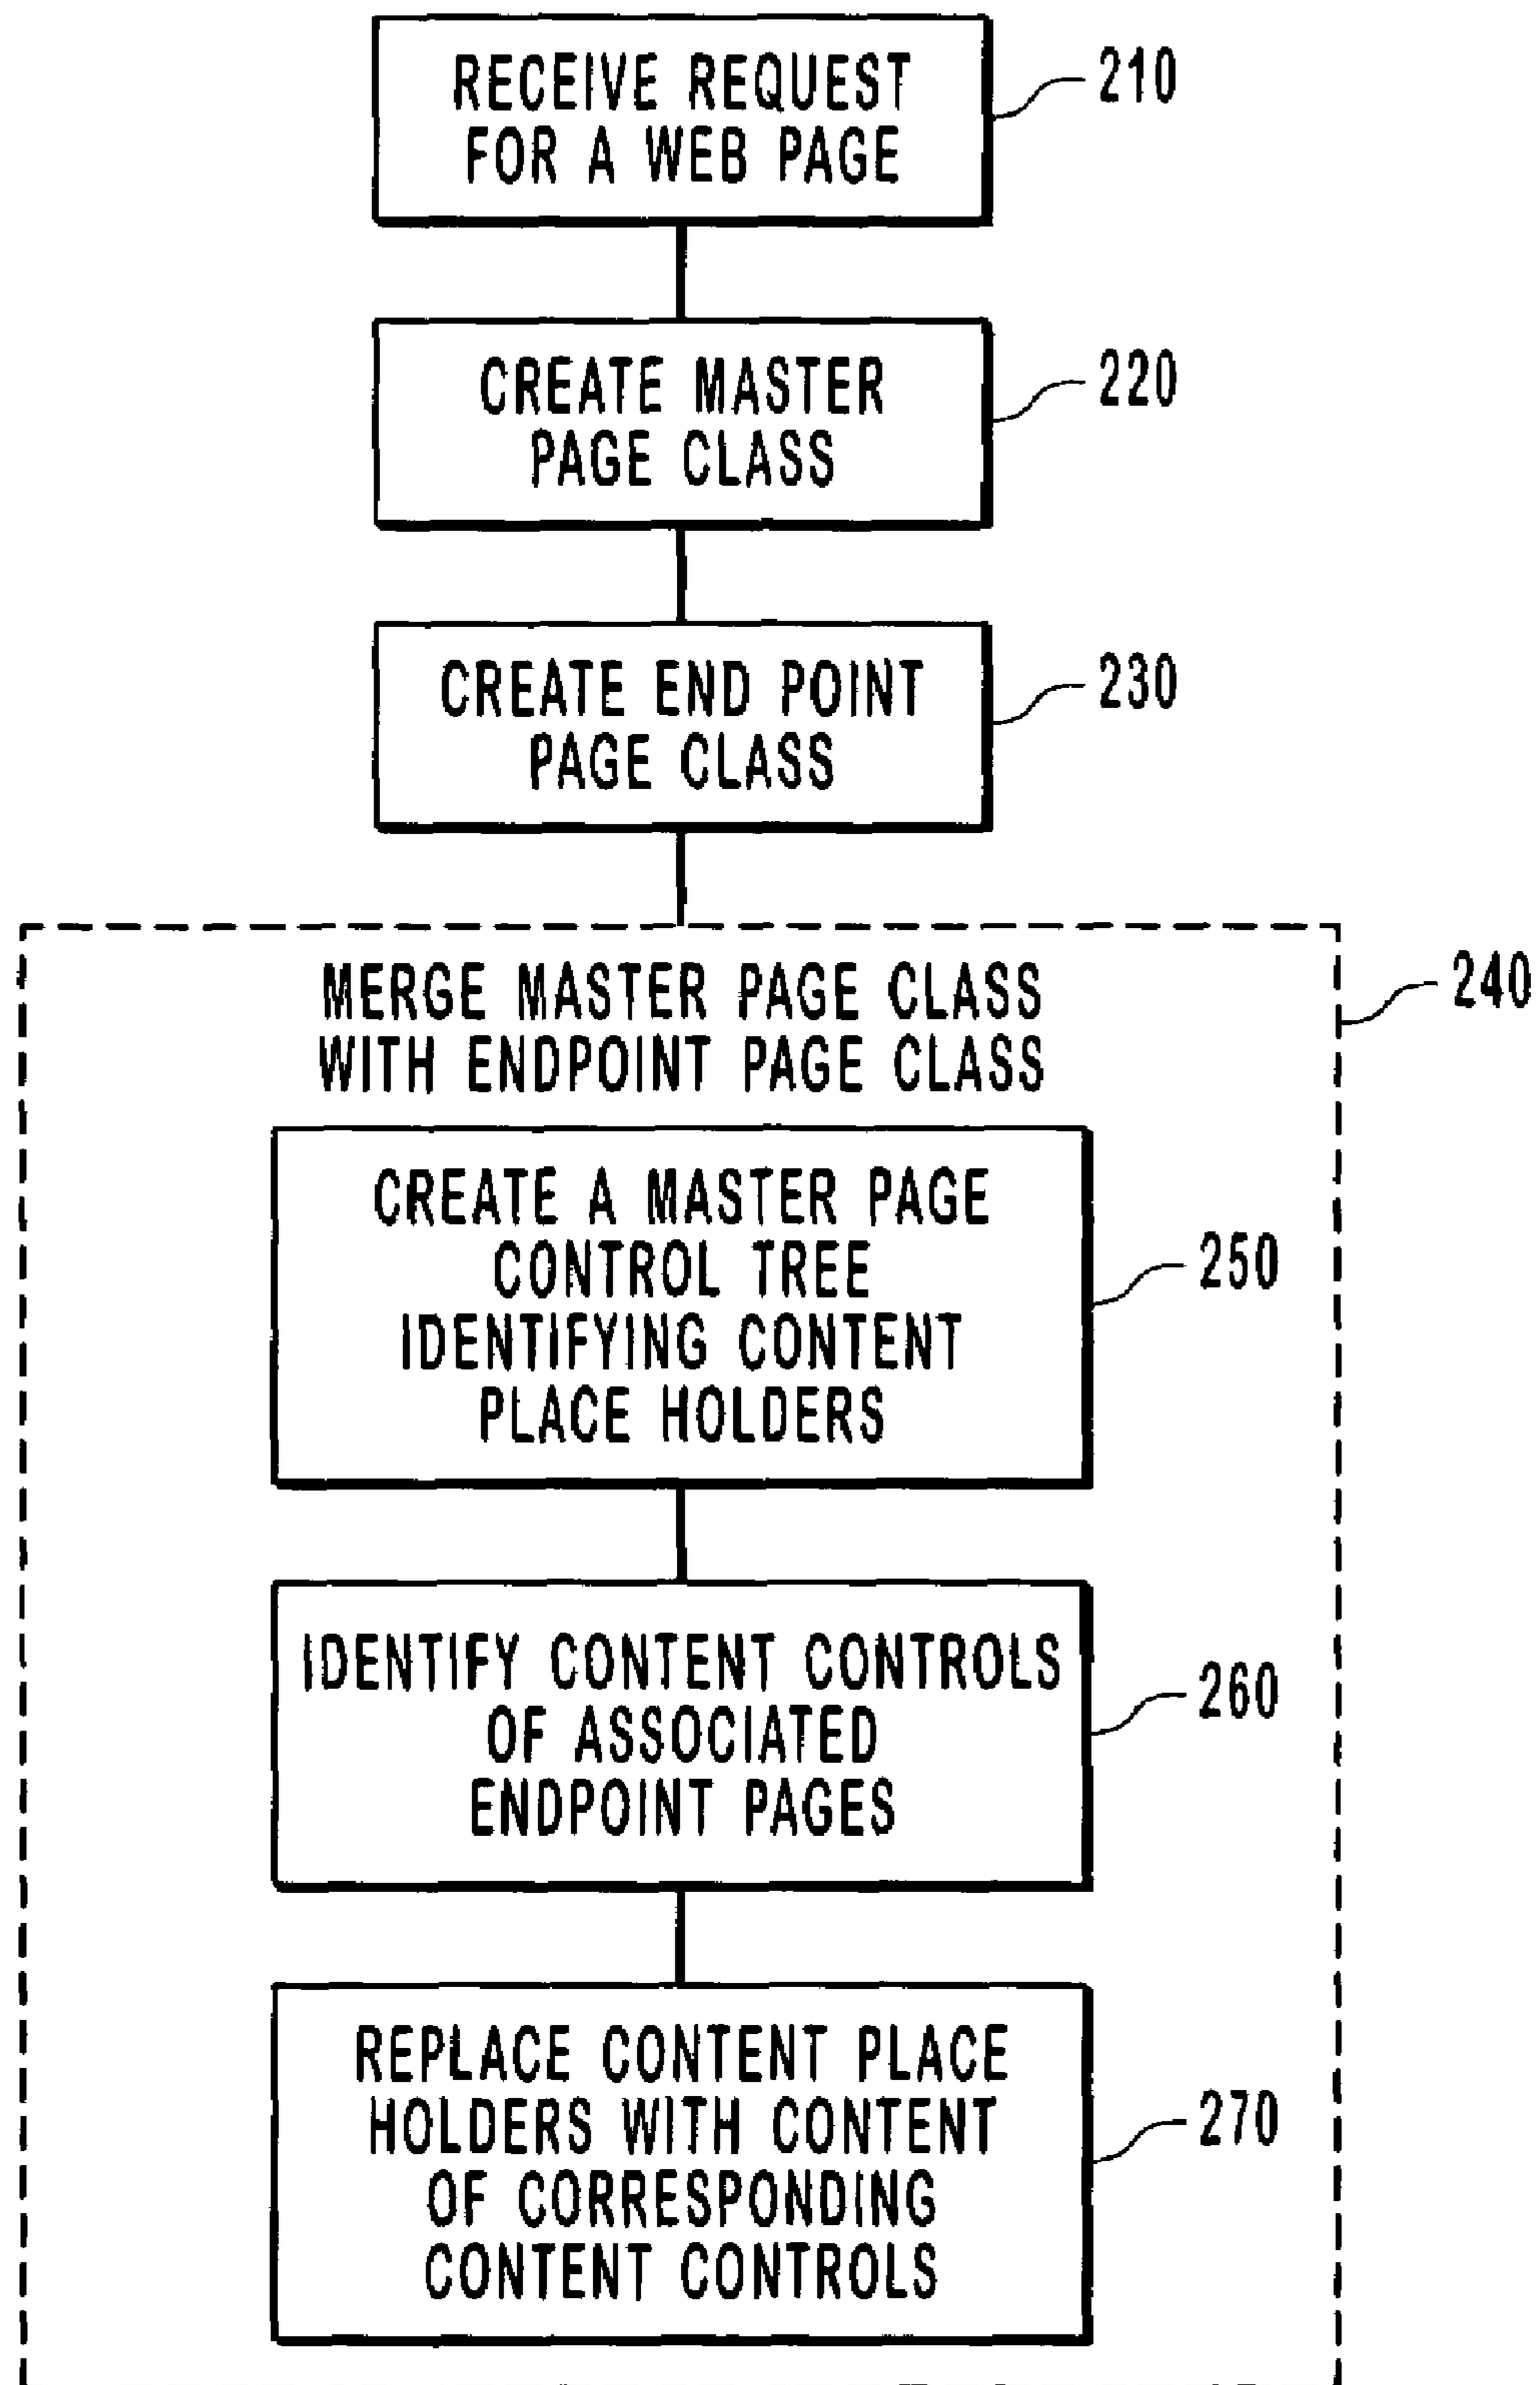 RECEIVE REQUEST
FOR A WEB PAGE
210
CREATE MASTER
PAGE CLASS
220
CREATE END POINT
PAGE CLASS
230
MERGE MASTER PAGE CLASS
WITH ENDPOINT PAGE CLASS
240
CREATE A MASTER PAGE
CONTROL TREE
IDENTIFYING CONTENT
PLACE HOLDERS
250
IDENTIFY CONTENT CONTROLS
OF ASSOCIATED
ENDPOINT PAGES
260
REPLACE CONTENT PLACE
HOLDERS WITH CONTENT
OF CORRESPONDING
CONTENT CONTROLS
270